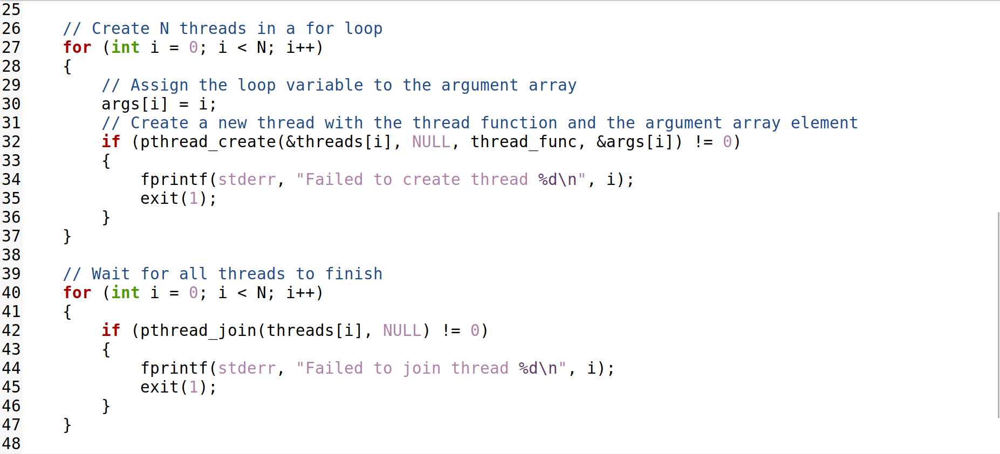 25
26 // Create N threads in a for loop
27 for (int i = 0; i < N; i++)
28 {
29 // Assign the loop variable to the argument array
30 args[i] = i;
31 // Create a new thread with the thread function and the argument array element
32 if (pthread_create(&threads[i], NULL, thread_func, &args[i]) != 0)
33 {
34 fprintf(stderr, "Failed to create thread %d\n", i);
35 exit(1);
36 }
37 }
38
39 // Wait for all threads to finish
40 for (int i = 0; i < N; i++)
41 {
42 if (pthread_join(threads[i], NULL) != 0)
43 {
44 fprintf(stderr, "Failed to join thread %d\n", i);
45 exit(1);
46 }
47 }
48